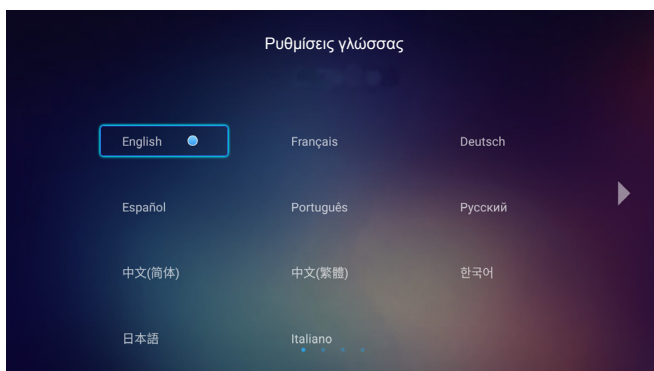 Ρυθμίσεις γλώσσας
English Français Deutsch
Español Português Русский
中文(简体) 中文(繁體) 한국어
日本語 Italiano